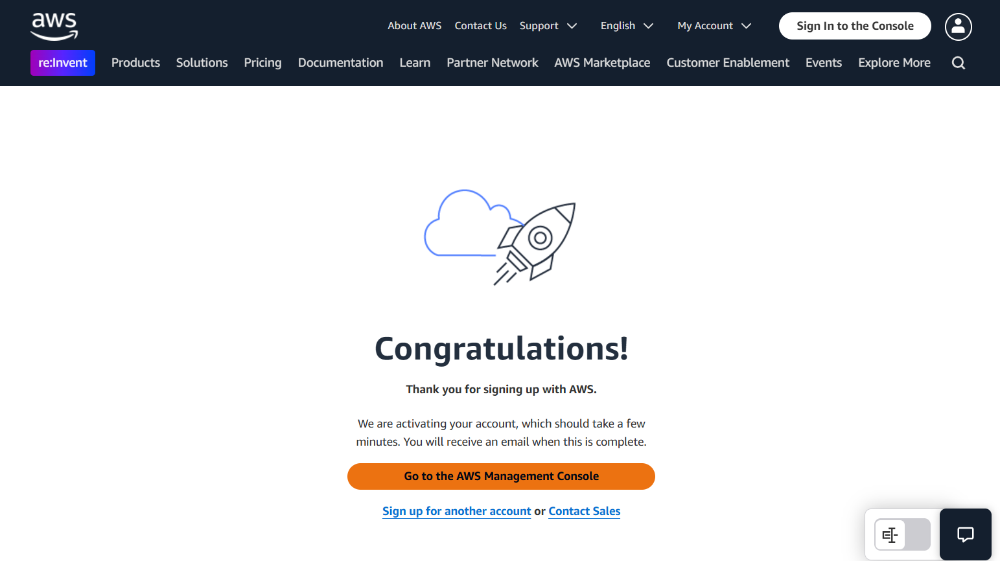 aws
About AWS Contact Us Support English My Account Sign In to the Console
re:Invent Products Solutions Pricing Documentation Learn Partner Network AWS Marketplace Customer Enablement Events Explore More
Congratulations!
Thank you for signing up with AWS.
We are activating your account, which should take a few
minutes. You will receive an email when this is complete.
Go to the AWS Management Console
Sign up for another account or Contact Sales